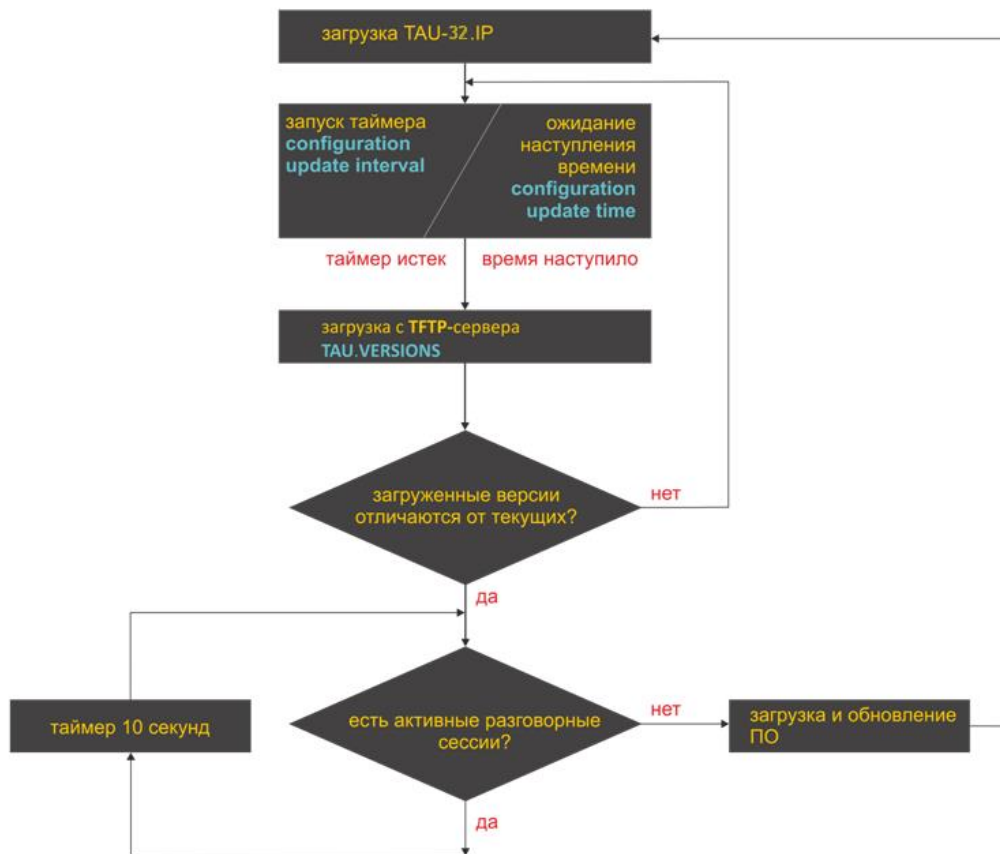 загрузка TAU-32.IP
запуск таймера
configuration
update interval
ожидание
наступления
времени
configuration
update time
таймер истек
время наступило
загрузка с TFTP-сервера
TAU.VERSIONS
загруженные версии
отличаются от текущих?
нет
да
таймер 10 секунд
есть активные разговорные
сессии?
нет
загрузка и обновление
ПО
да